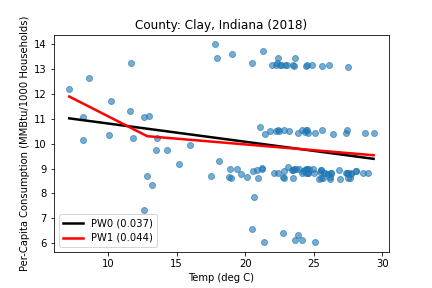 County: Clay, Indiana (2018)
Per-Capita Consumption (MMBtu/1000 Households)
14
13
12
11
10
9
8
7
6
PW0 (0.037)
PW1 (0.044)
10 15 20 25 30
Temp (deg C)